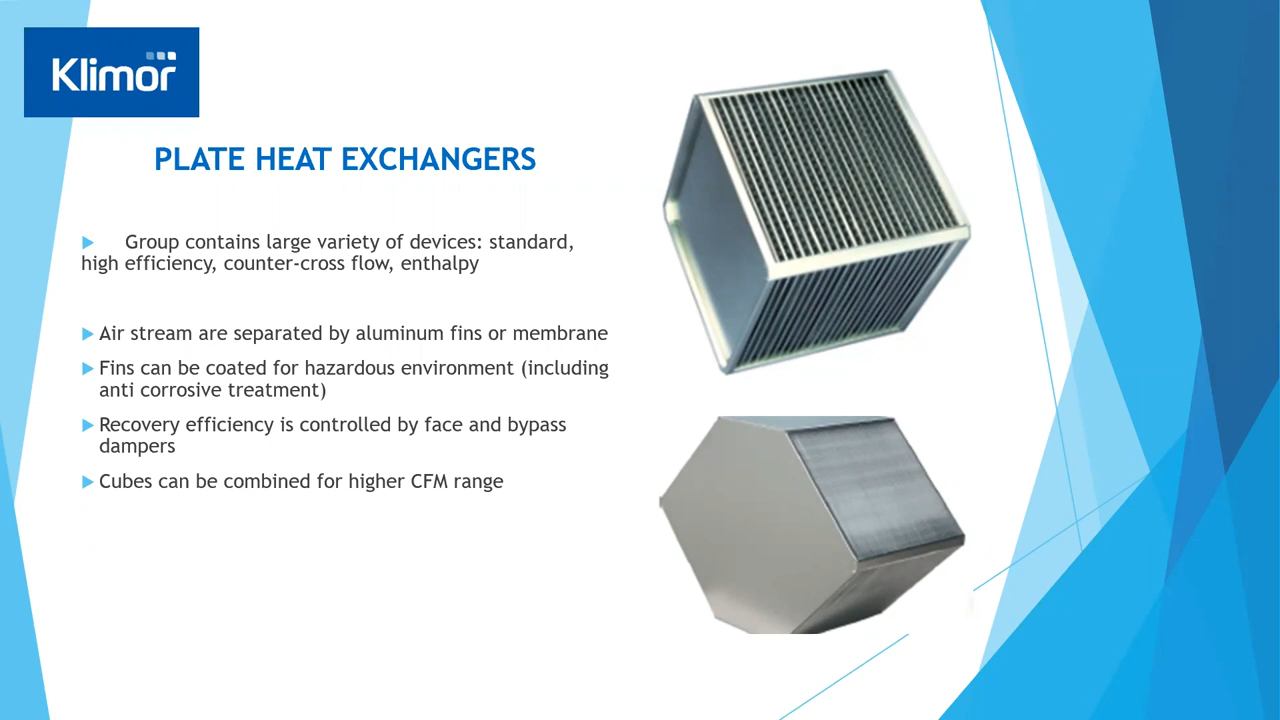 Klimor
PLATE HEAT EXCHANGERS
Group contains large variety of devices: standard,
high efficiency, counter-cross flow, enthalpy
Air stream are separated by aluminum fins or membrane
Fins can be coated for hazardous environment (including
anti corrosive treatment)
Recovery efficiency is controlled by face and bypass
dampers
Cubes can be combined for higher CFM range